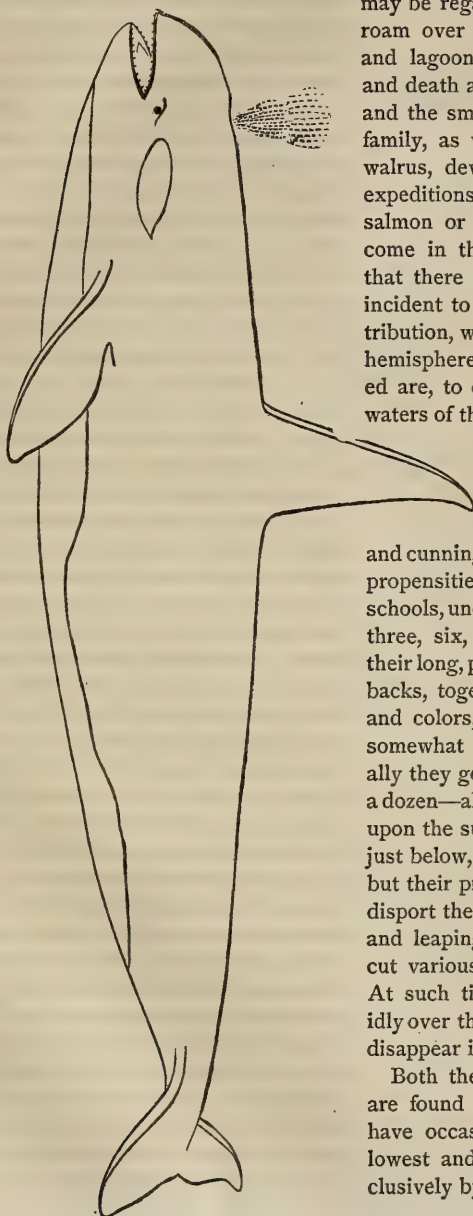 may be rega
roam over
and lagoon
and death a
and the sm
family, as
walrus, dev
expeditions
salmon or
come in th
that there
incident to
tribution, w
hemisphere
ed are, to
waters of th
and cunning
propensitie
schools, un
three, six,
their long, p
backs, toge
and colors,
somewhat
ally they go
a dozen—a
upon the su
just below,
but their pr
disport the
and leaping
cut various
At such ti
idly over th
disappear i
Both the
are found
have occas
lowest and
clusively b